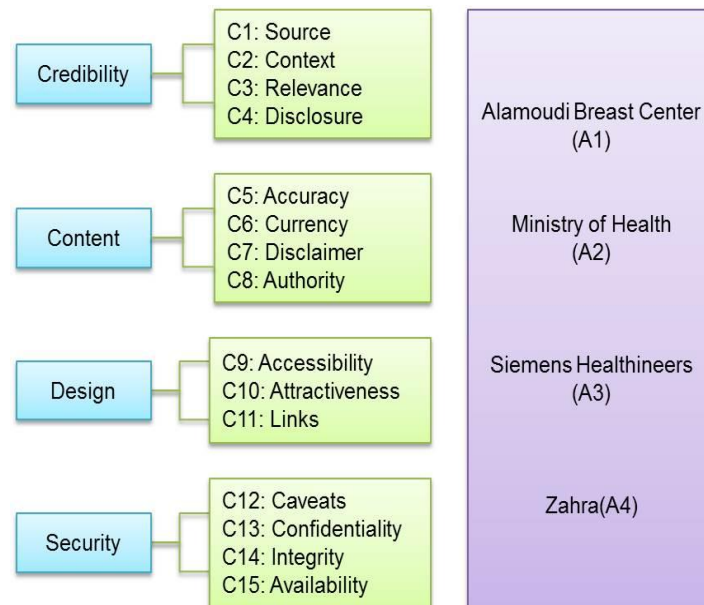 Credibility
C1: Source
C2: Context
C3: Relevance
C4: Disclosure
Content
C5: Accuracy
C6: Currency
C7: Disclaimer
C8: Authority
Design
C9: Accessibility
C10: Attractiveness
C11: Links
Security
C12: Caveats
C13: Confidentiality
C14: Integrity
C15: Availability
Alamoudi Breast Center
(A1)
Ministry of Health
(A2)
Siemens Healthineers
(A3)
Zahra(A4)